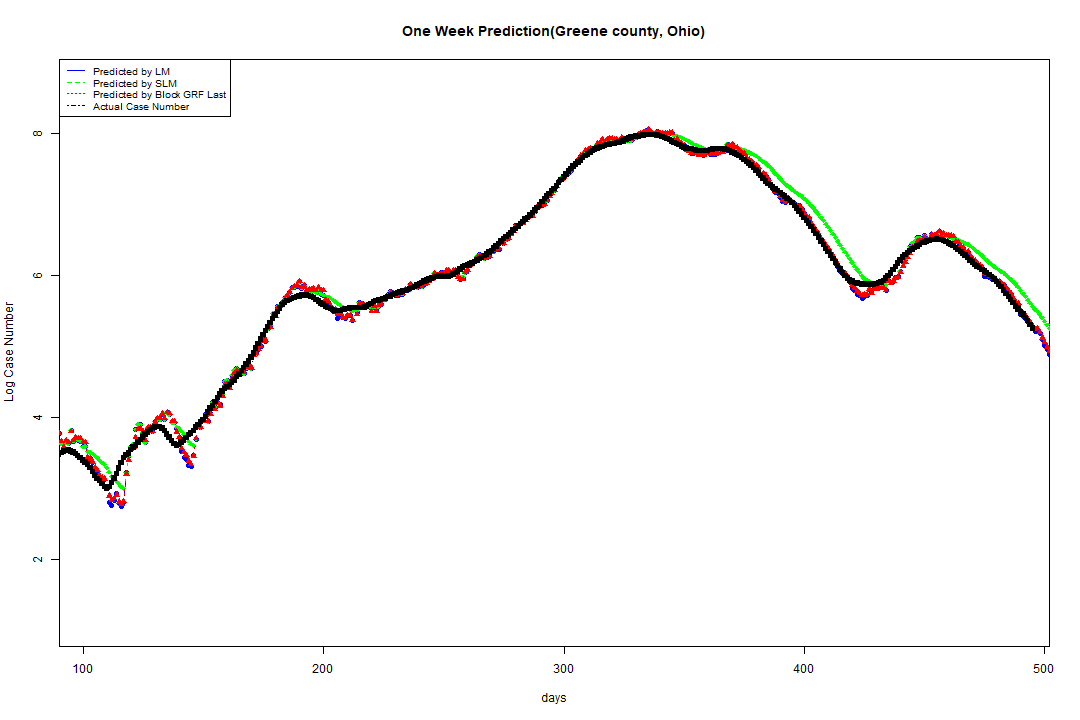 One Week Prediction(Greene county, Ohio)
Predicted by LM
Predicted by SLM
Predicted by Block GRF Last
Actual Case Number
8
6
4
2
Log Case Number
100 200 300 400 500
days